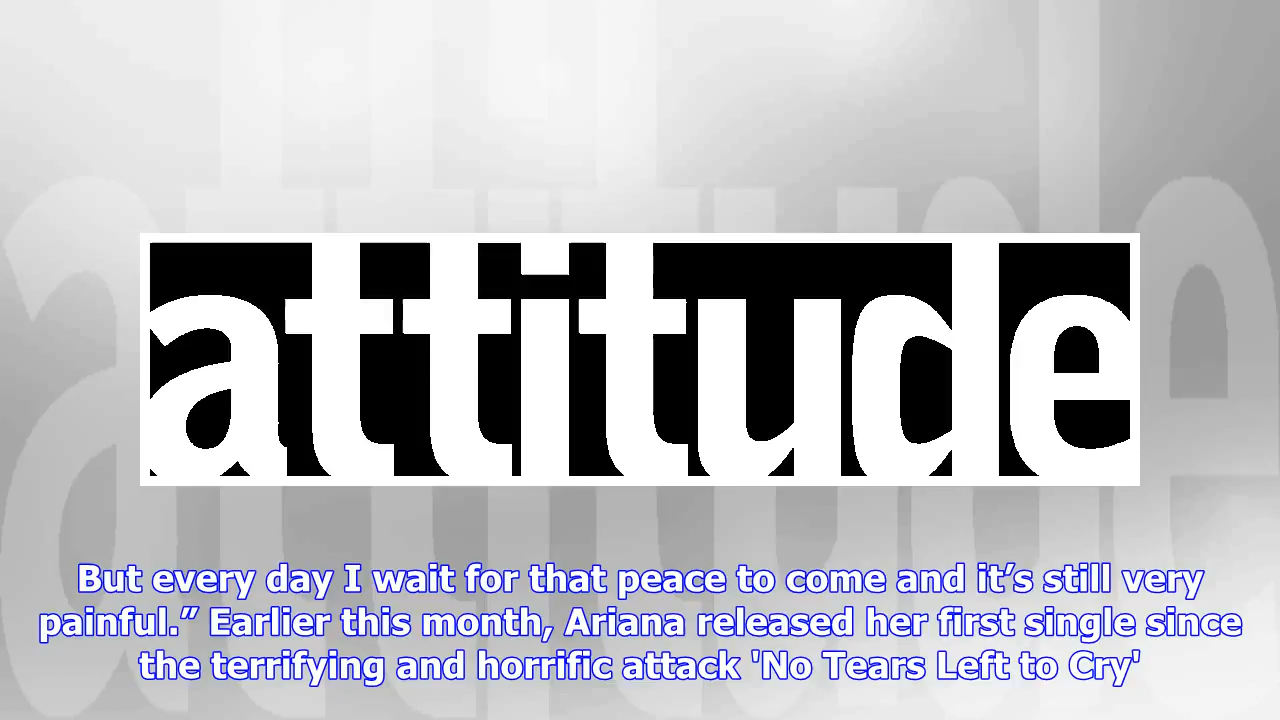 attitude
But every day I wait for that peace to come and it’s still very
painful.” Earlier this month, Ariana released her first single since
the terrifying and horrific attack 'No Tears Left to Cry'